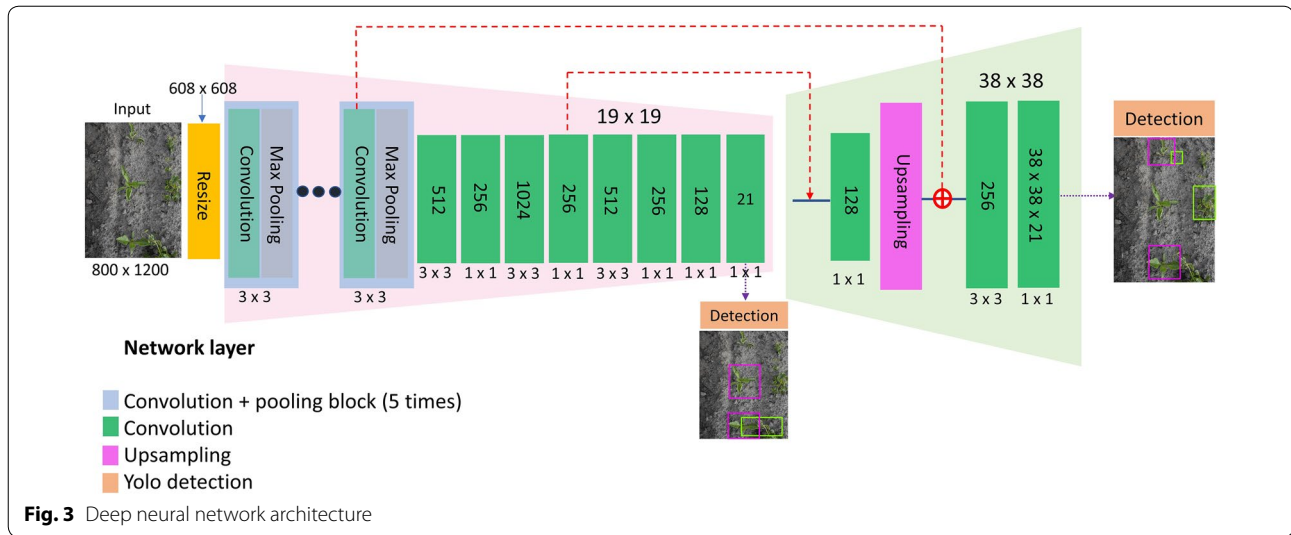 608 x 608
Input
800 x 1200
Resize
Convolution
Max Pooling
3 x 3
Convolution
Max Pooling
3 x 3
19 x 19
512
256
1024
256
512
256
128
21
3 x 3
1 x 1
3 x 3
1 x 1
3 x 3
1 x 1
1 x 1
1 x 1
Detection
128
1 x 1
Upsampling
38 x 38
256
38 x 38 x 21
3 x 3
1 x 1
Detection
Network layer
Convolution + pooling block (5 times)
Convolution
Upsampling
Yolo detection
Fig. 3 Deep neural network architecture